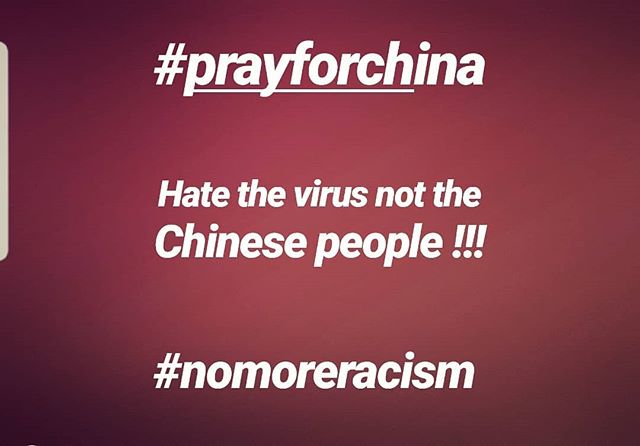 #prayforchina
Hate the virus not the
Chinese people !!!
#nomoreracism